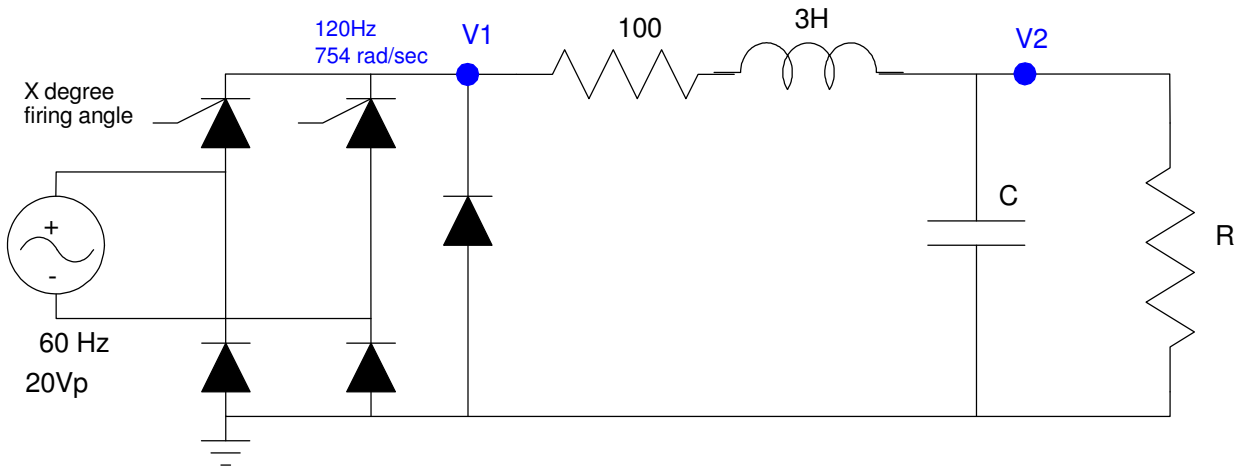 120Hz
754 rad/sec
V1
100
3H
V2
X degree
firing angle
+
-
C
R
60 Hz
20Vp